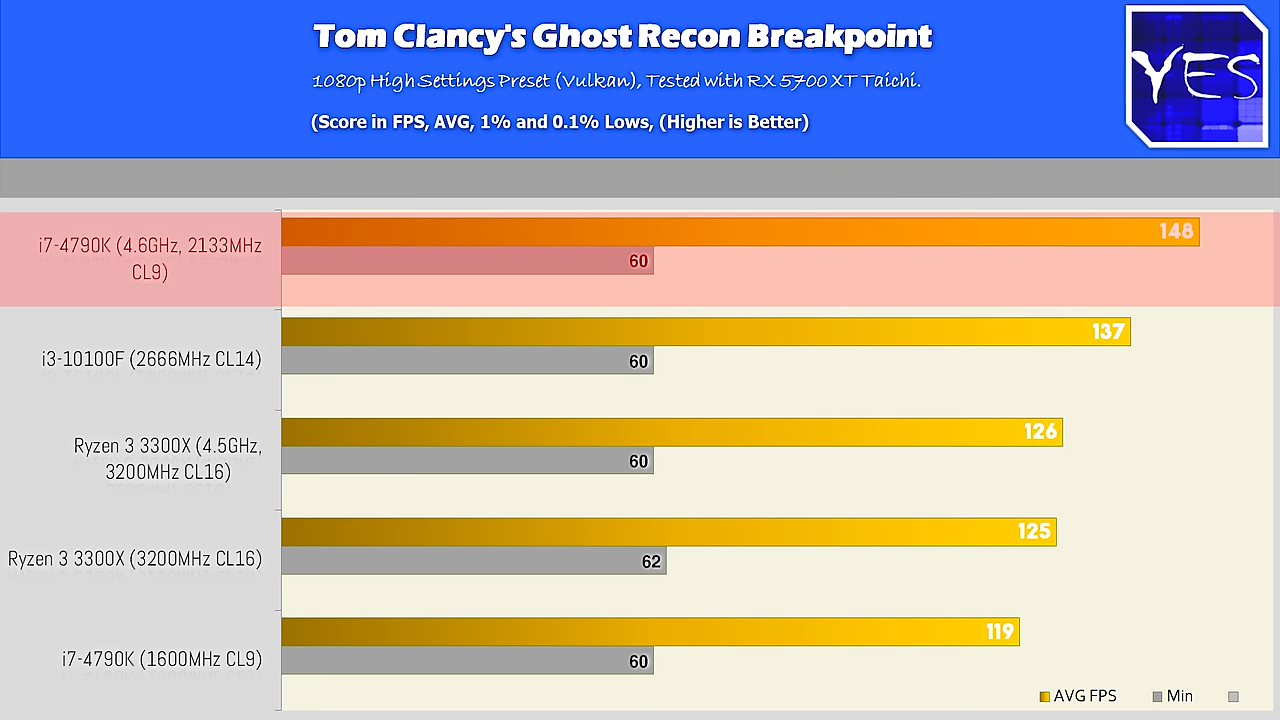 Tom Clancy's Ghost Recon Breakpoint
1080p High Settings Preset (Vulkan), Tested with RX 5700 XT Taichi.
(Score in FPS, AVG, 1% and 0.1% Lows, (Higher is Better)
YES
i7-4790K (4.6GHz, 2133MHz
CL9)
148
60
i3-10100F (2666MHz CL14)
137
60
Ryzen 3 3300X (4.5GHz,
3200MHz CL16)
126
60
Ryzen 3 3300X (3200MHz CL16)
125
62
i7-4790K (1600MHz CL9)
119
60
AVG FPS
Min